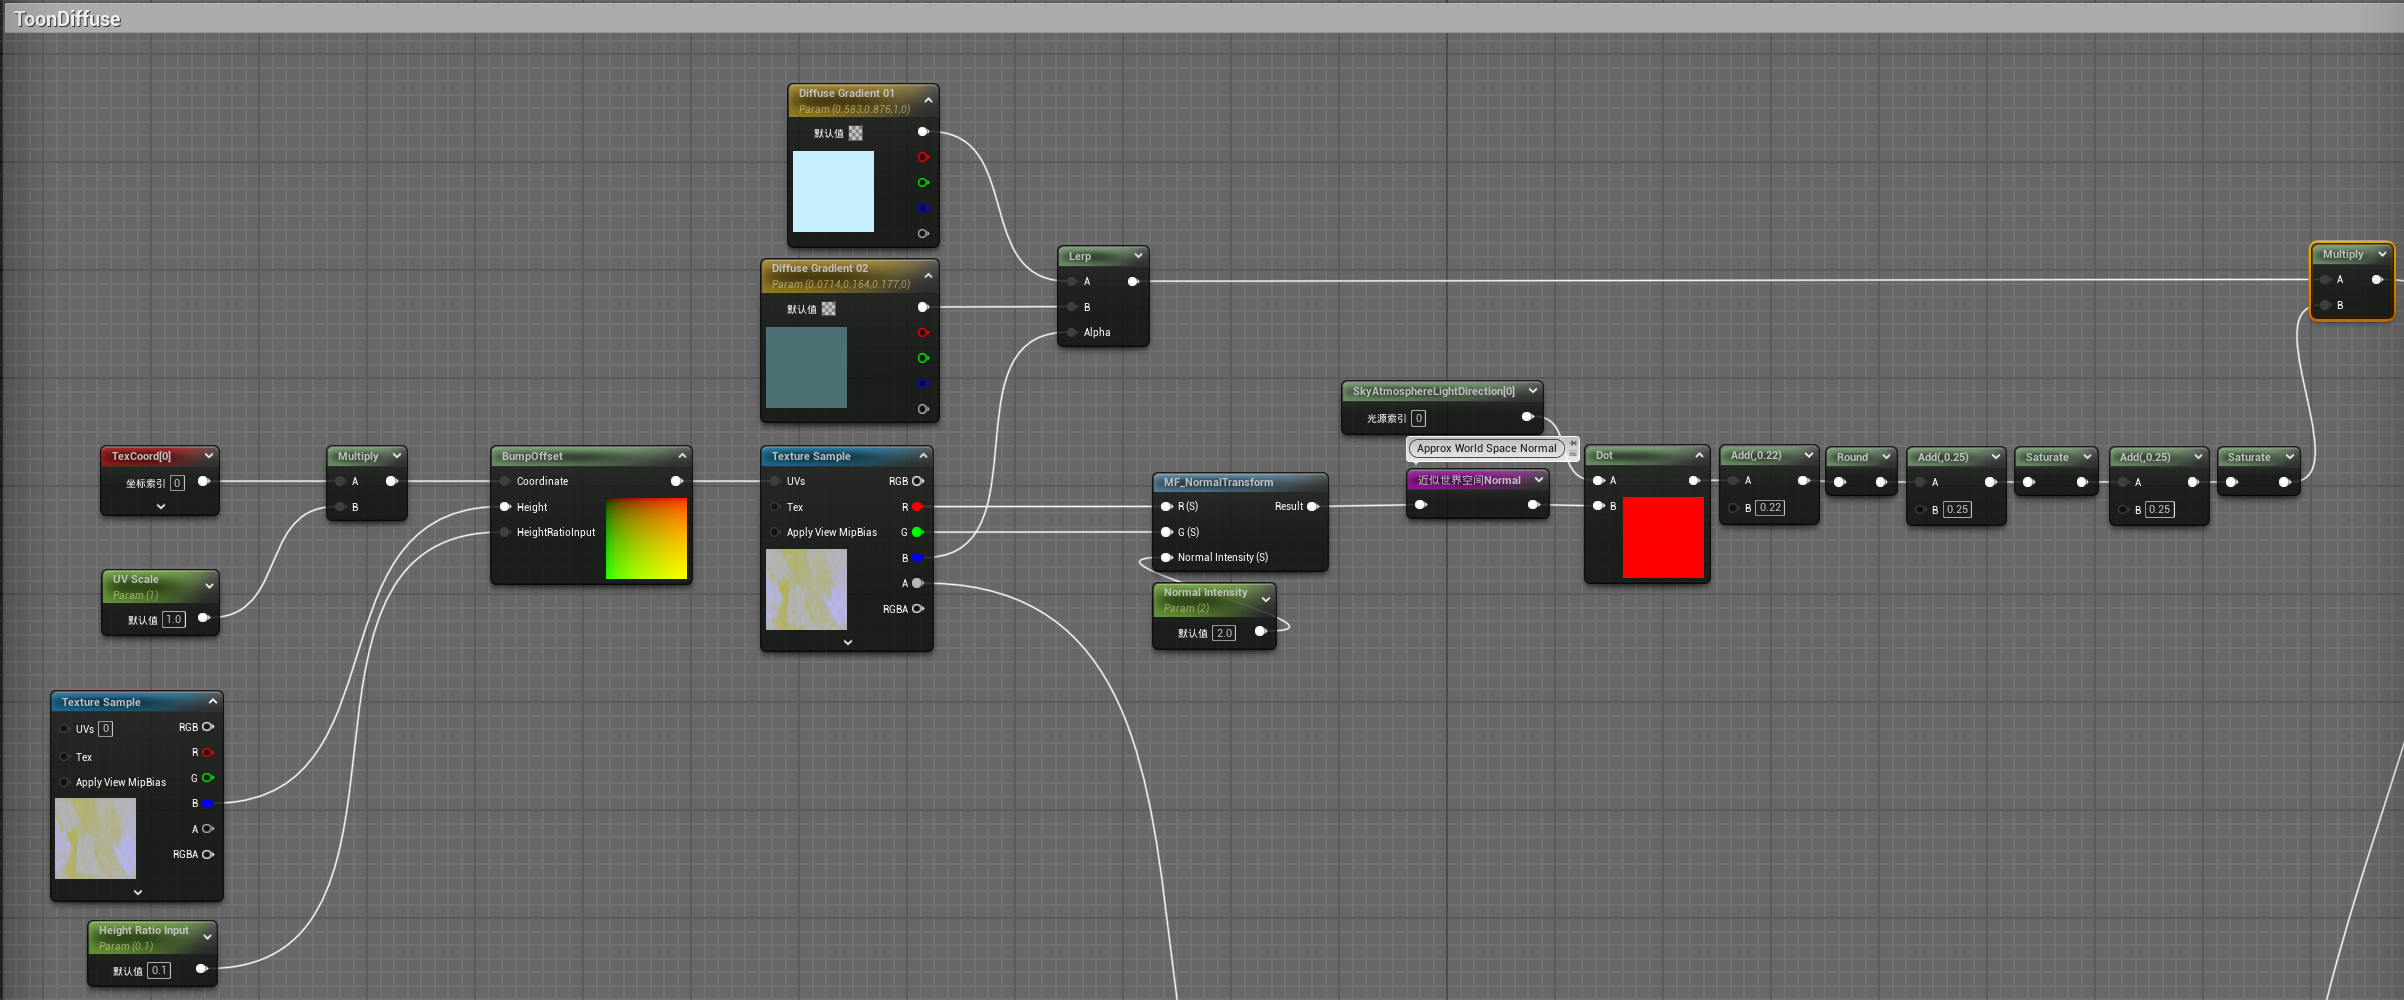 ToonDiffuse
Diffuse Gradient 01
Param (0.583,0.876,1,0)
默认值
Diffuse Gradient 02
Param (0.0714,0.164,0.177,0)
默认值
Lerp
A
B
Alpha
Multiply
A
B
SkyAtmosphereLightDirection[0]
光源索引 0
Approx World Space Normal
近似世界空间Normal
TexCoord[0]
坐标索引 0
Multiply
A
B
UV Scale
Param (1)
默认值 1.0
BumpOffset
Coordinate
Height
HeightRatioInput
Texture Sample
UVs RGB
Tex R
Apply View MipBias G
B
A
RGBA
MF_NormalTransform
R (S) Result
G (S)
Normal Intensity (S)
Normal Intensity
Param (2)
默认值 2.0
Dot
A
B
Add(,0.22)
A
B 0.22
Round
Add(,0.25)
A
B 0.25
Saturate
Add(,0.25)
A
B 0.25
Saturate
Texture Sample
UVs 0 RGB
R
Tex
G
Apply View MipBias
B
A
RGBA
Height Ratio Input
Param (0.1)
默认值 0.1